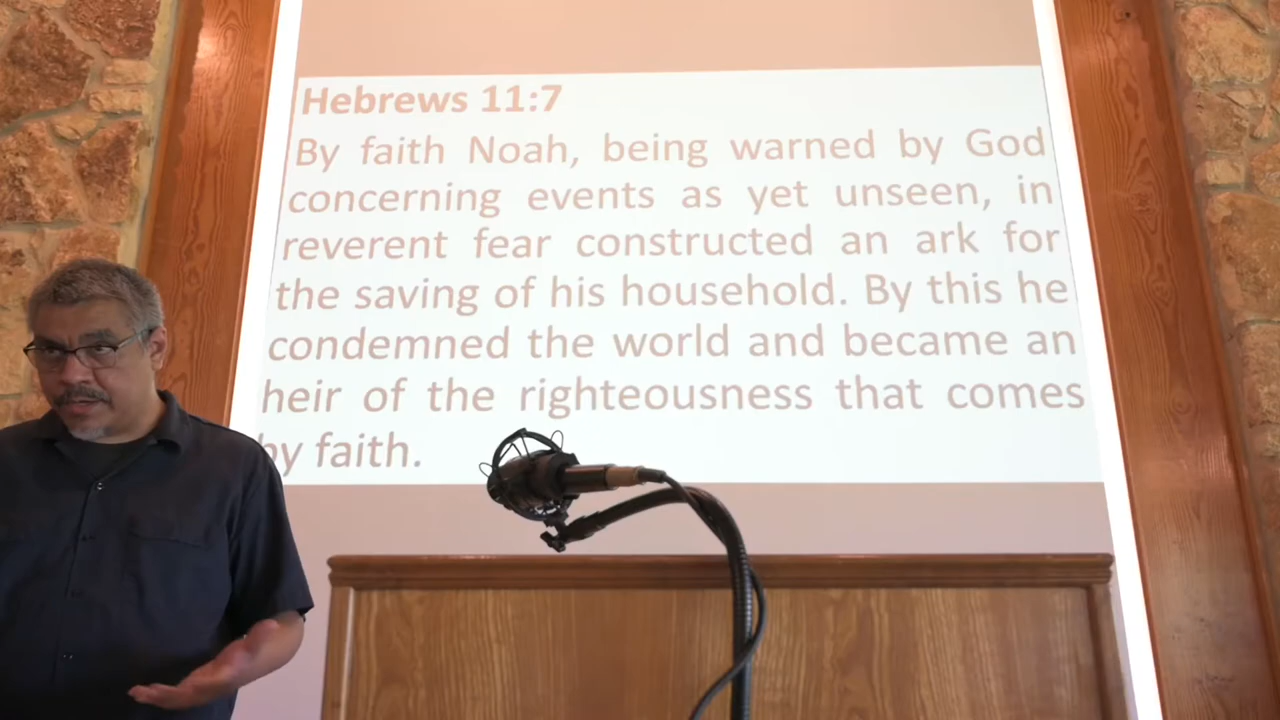 Hebrews 11:7
By faith Noah, being warned by God
concerning events as yet unseen, in
reverent fear constructed an ark for
the saving of his household. By this he
condemned the world and became an
heir of the righteousness that comes
by faith.